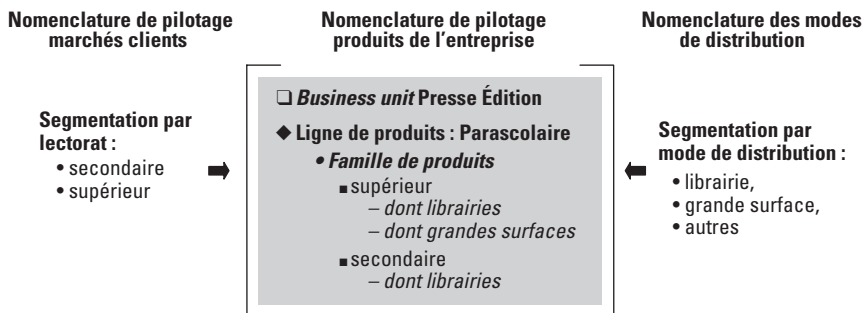 Nomenclature de pilotage
marchés clients
Nomenclature de pilotage
produits de l'entreprise
Nomenclature des modes
de distribution
Segmentation par
lectorat :
• secondaire
• supérieur
❏ Business unit Presse Édition
◆ Ligne de produits : Parascolaire
• Famille de produits
■ supérieur
– dont librairies
– dont grandes surfaces
■ secondaire
– dont librairies
Segmentation par
mode de distribution :
• librairie,
• grande surface,
• autres